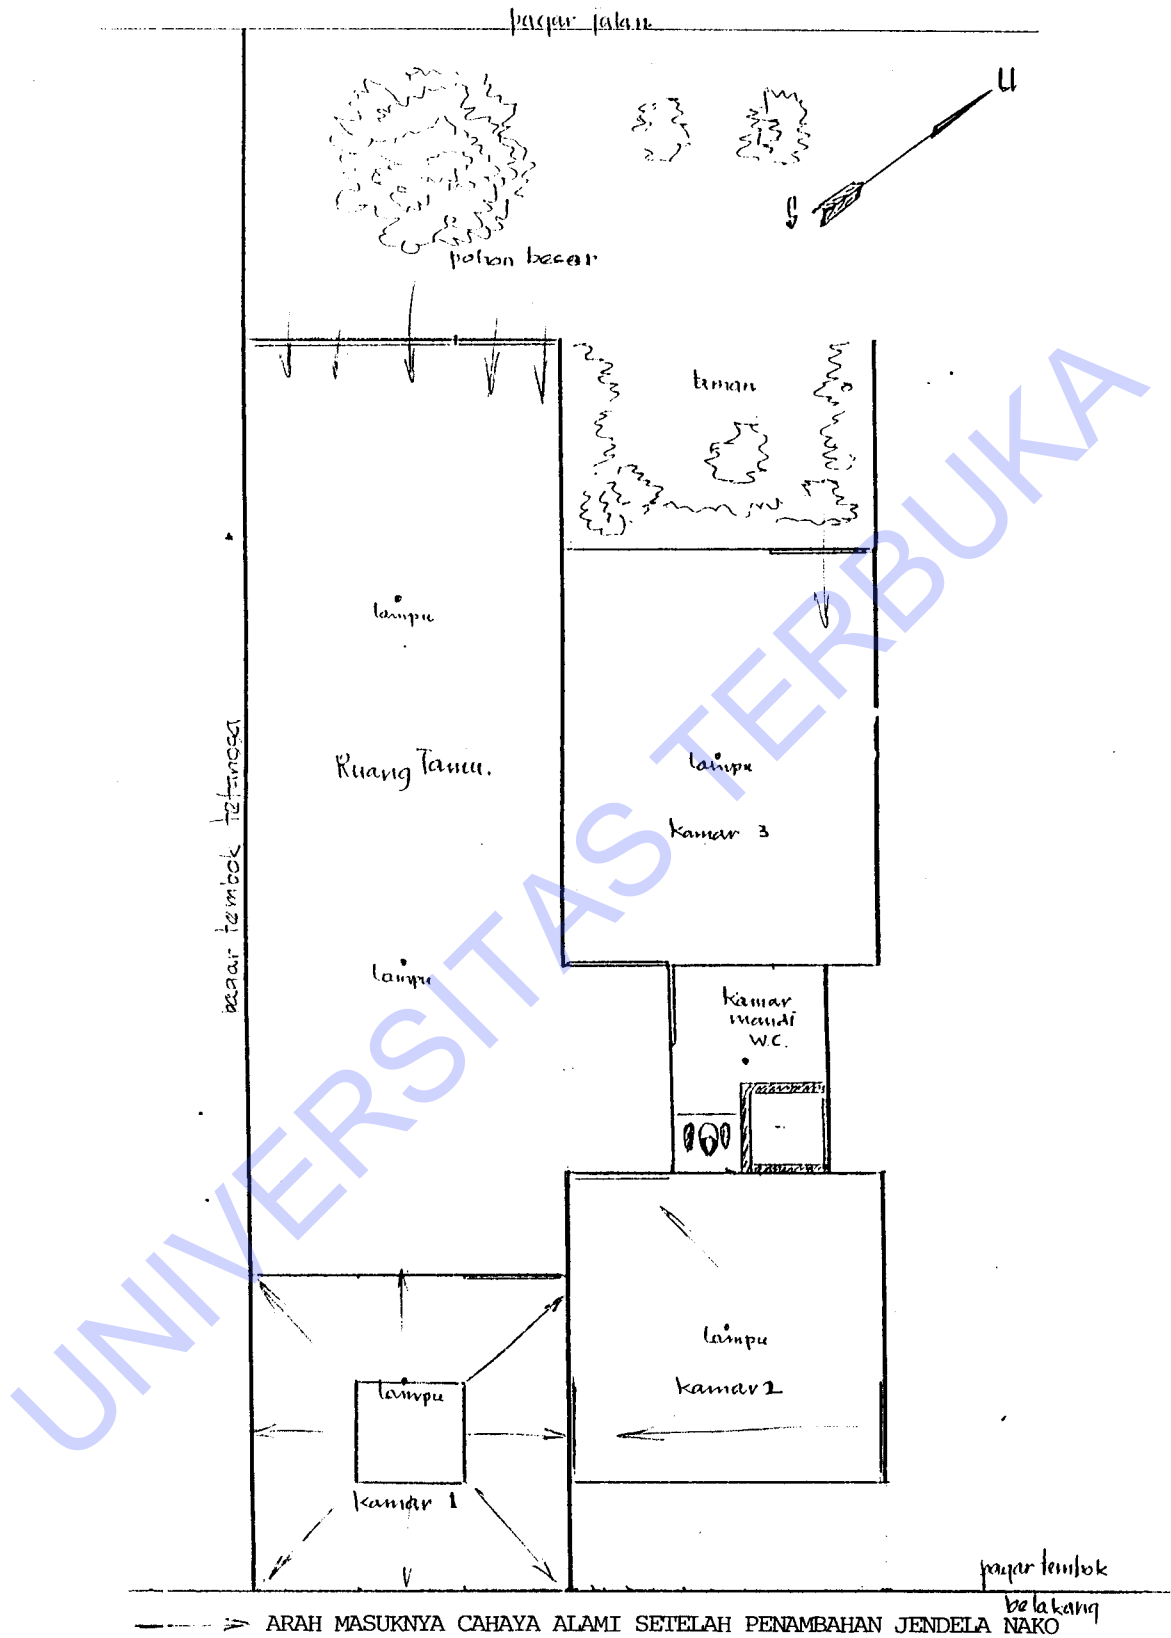 pagar jalan
U
S
pohon besar
taman
lampu
Ruang Tamu.
lampu
kamar 3
pagar tembok tetangga
lampu
kamar
mandi
W.C.
lampu
kamar 2
lampu
kamar 1
pagar tembok
belakang
ARAH MASUKNYA CAHAYA ALAMI SETELAH PENAMBAHAN JENDELA NAKO
UNIVERSITAS TERBUKA